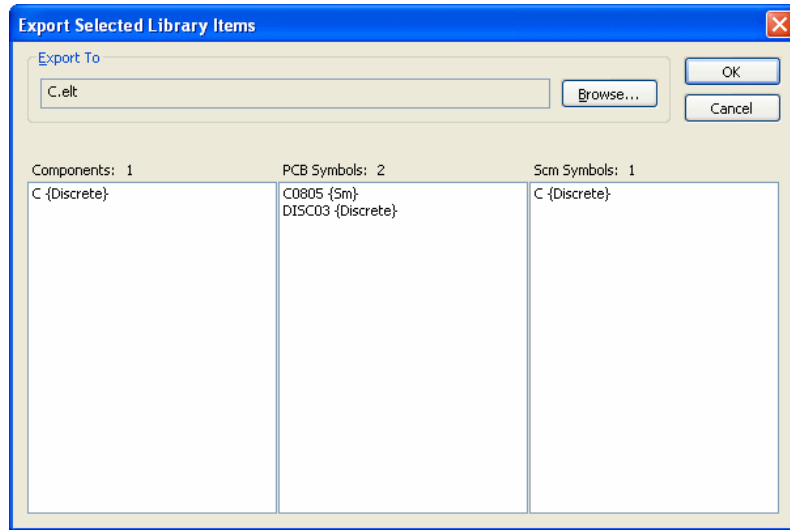 Export Selected Library Items
Export To
C.elt
Browse...
OK
Cancel
Components: 1
PCB Symbols: 2
Scm Symbols: 1
C {Discrete}
C0805 {Sm}
DISC03 {Discrete}
C {Discrete}